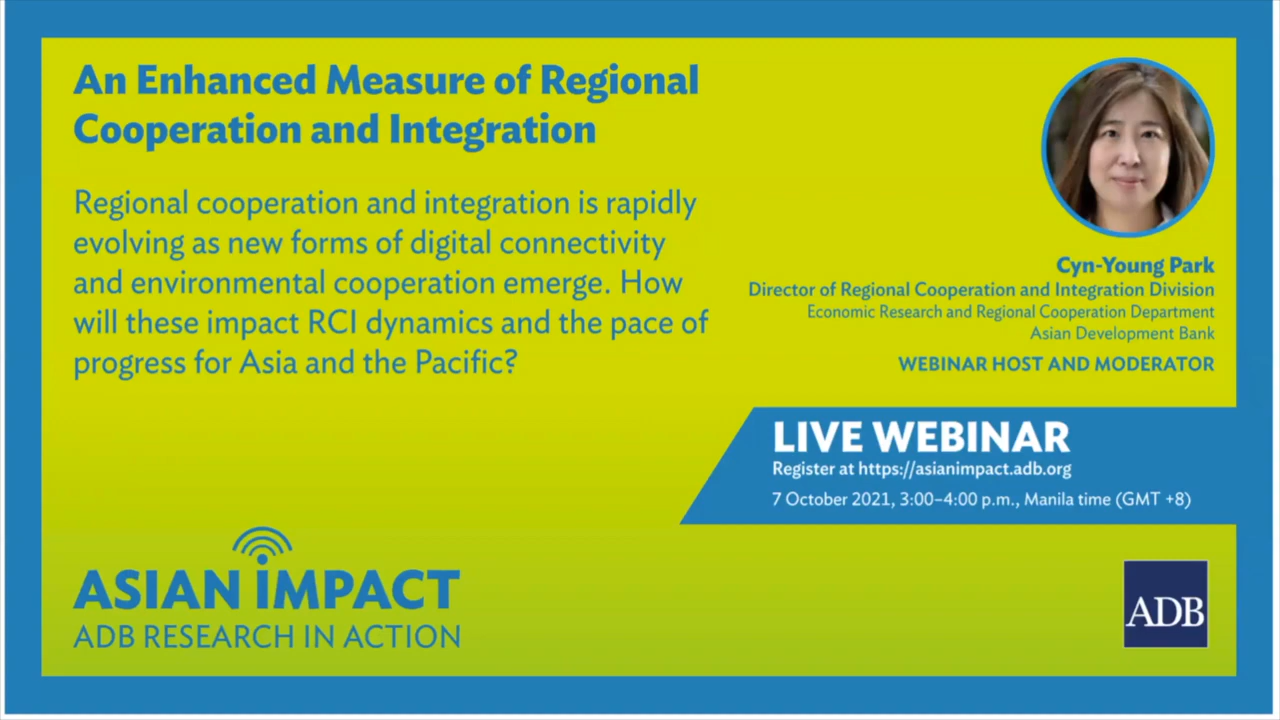 An Enhanced Measure of Regional
Cooperation and Integration
Regional cooperation and integration is rapidly
evolving as new forms of digital connectivity
and environmental cooperation emerge. How
will these impact RCI dynamics and the pace of
progress for Asia and the Pacific?
Cyn-Young Park
Director of Regional Cooperation and Integration Division
Economic Research and Regional Cooperation Department
Asian Development Bank
WEBINAR HOST AND MODERATOR
LIVE WEBINAR
Register at https://asianimpact.adb.org
7 October 2021, 3:00–4:00 p.m., Manila time (GMT +8)
ASIAN iMPACT
ADB RESEARCH IN ACTION
ADB